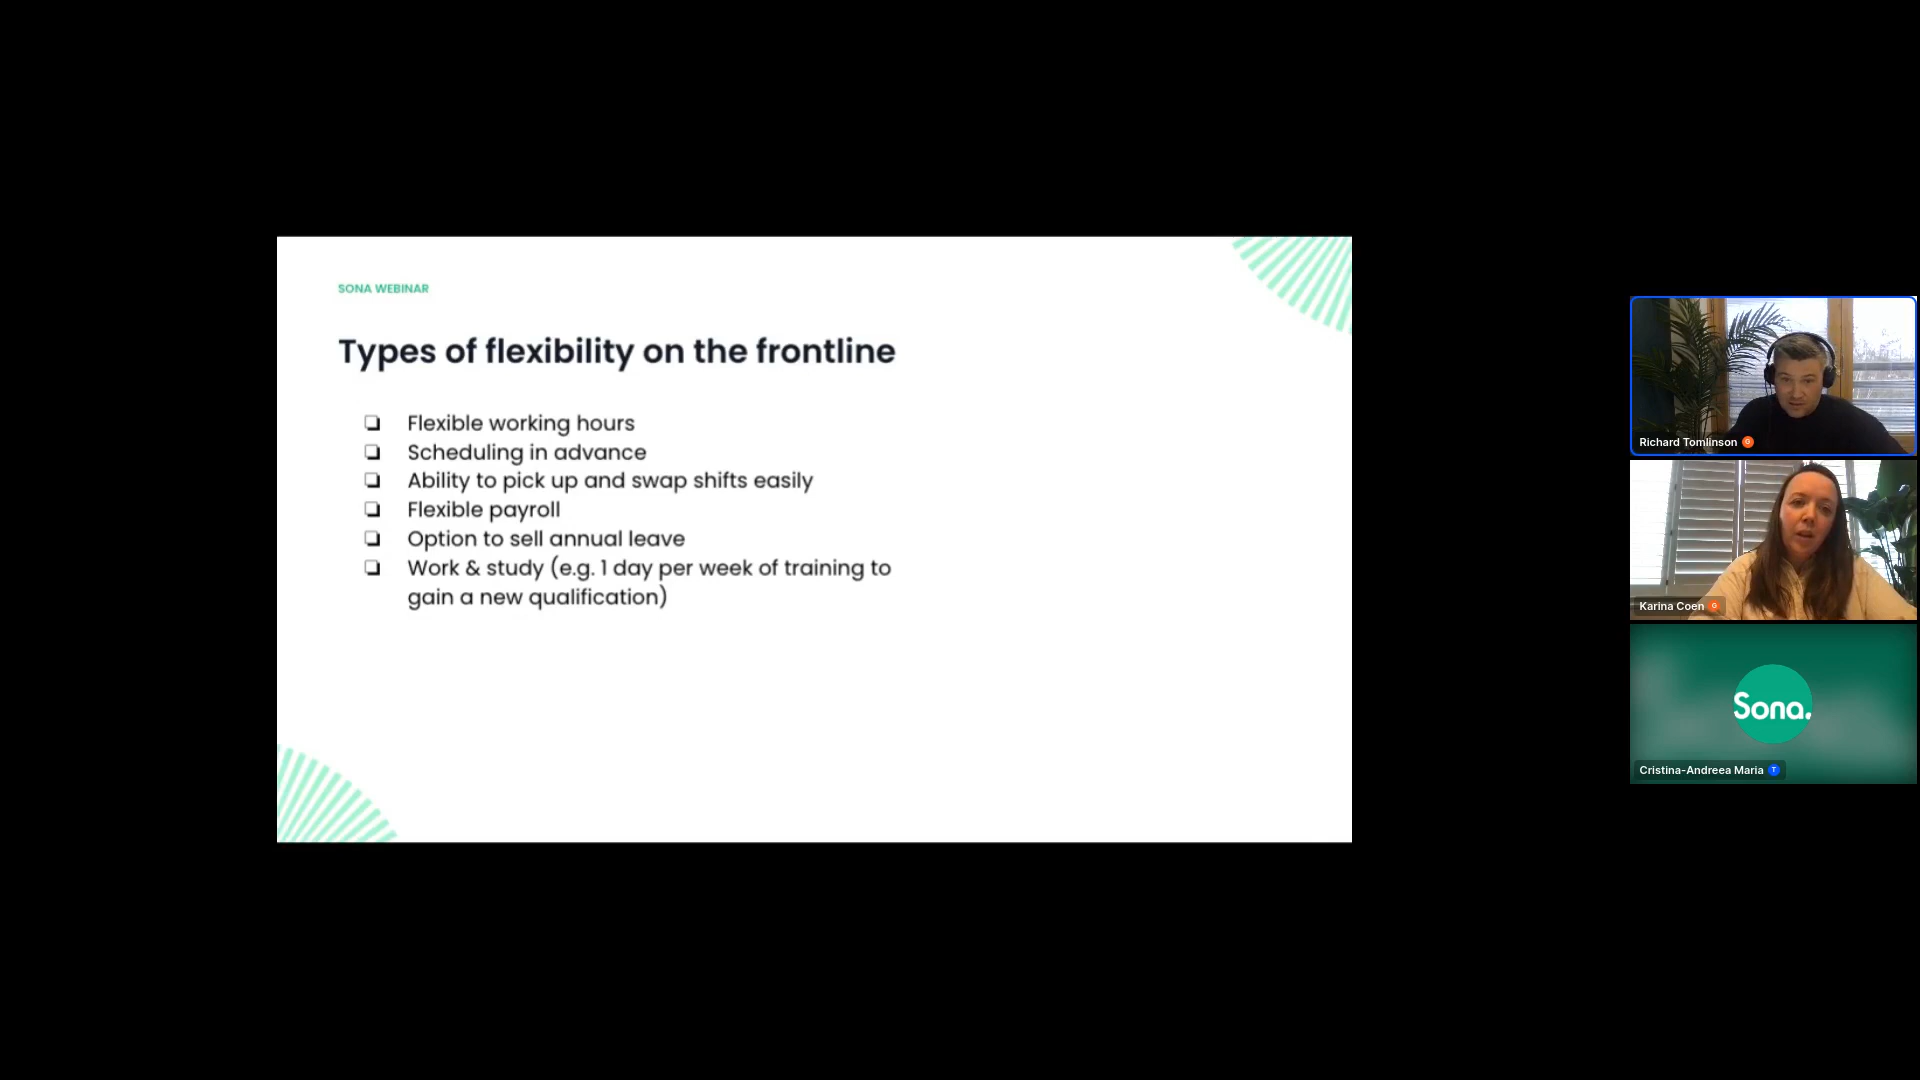 SONA WEBINAR
Types of flexibility on the frontline
❏ Flexible working hours
❏ Scheduling in advance
❏ Ability to pick up and swap shifts easily
❏ Flexible payroll
❏ Option to sell annual leave
❏ Work & study (e.g. 1 day per week of training to
gain a new qualification)
Richard Tomlinson G
Karina Coen G
Sona.
Cristina-Andreea Maria T